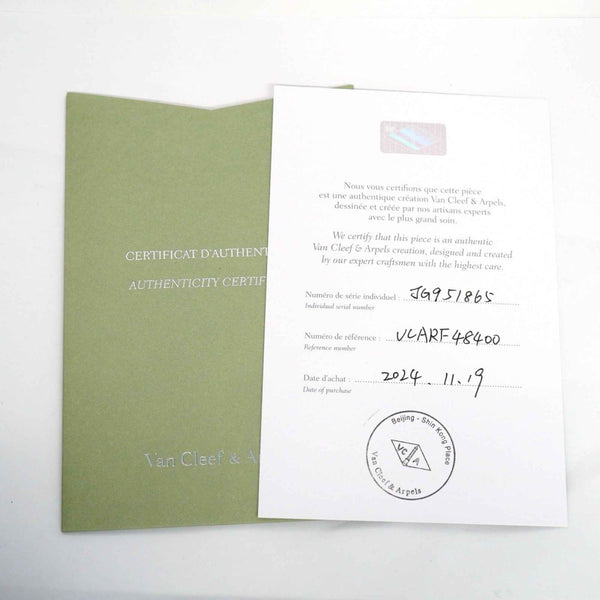 CERTIFICAT D'AUTHENT
AUTHENTICITY CERTIF
Van Cleef & A
Nous vous certifions que cette pièce
est une authentique création Van Cleef & Arpels,
dessinée et créée par nos artisans experts
avec le plus grand soin.
We certify that this piece is an authentic
Van Cleef & Arpels creation, designed and created
by our expert craftsmen with the highest care.
Numéro de série individuel : JG951865
Individual serial number
Numéro de référence : VCARF48400
Reference number
Date d'achat : 2024.11.19
Date of purchase
Beijing - Shin Kong Place
VC A
Van Cleef & Arpels